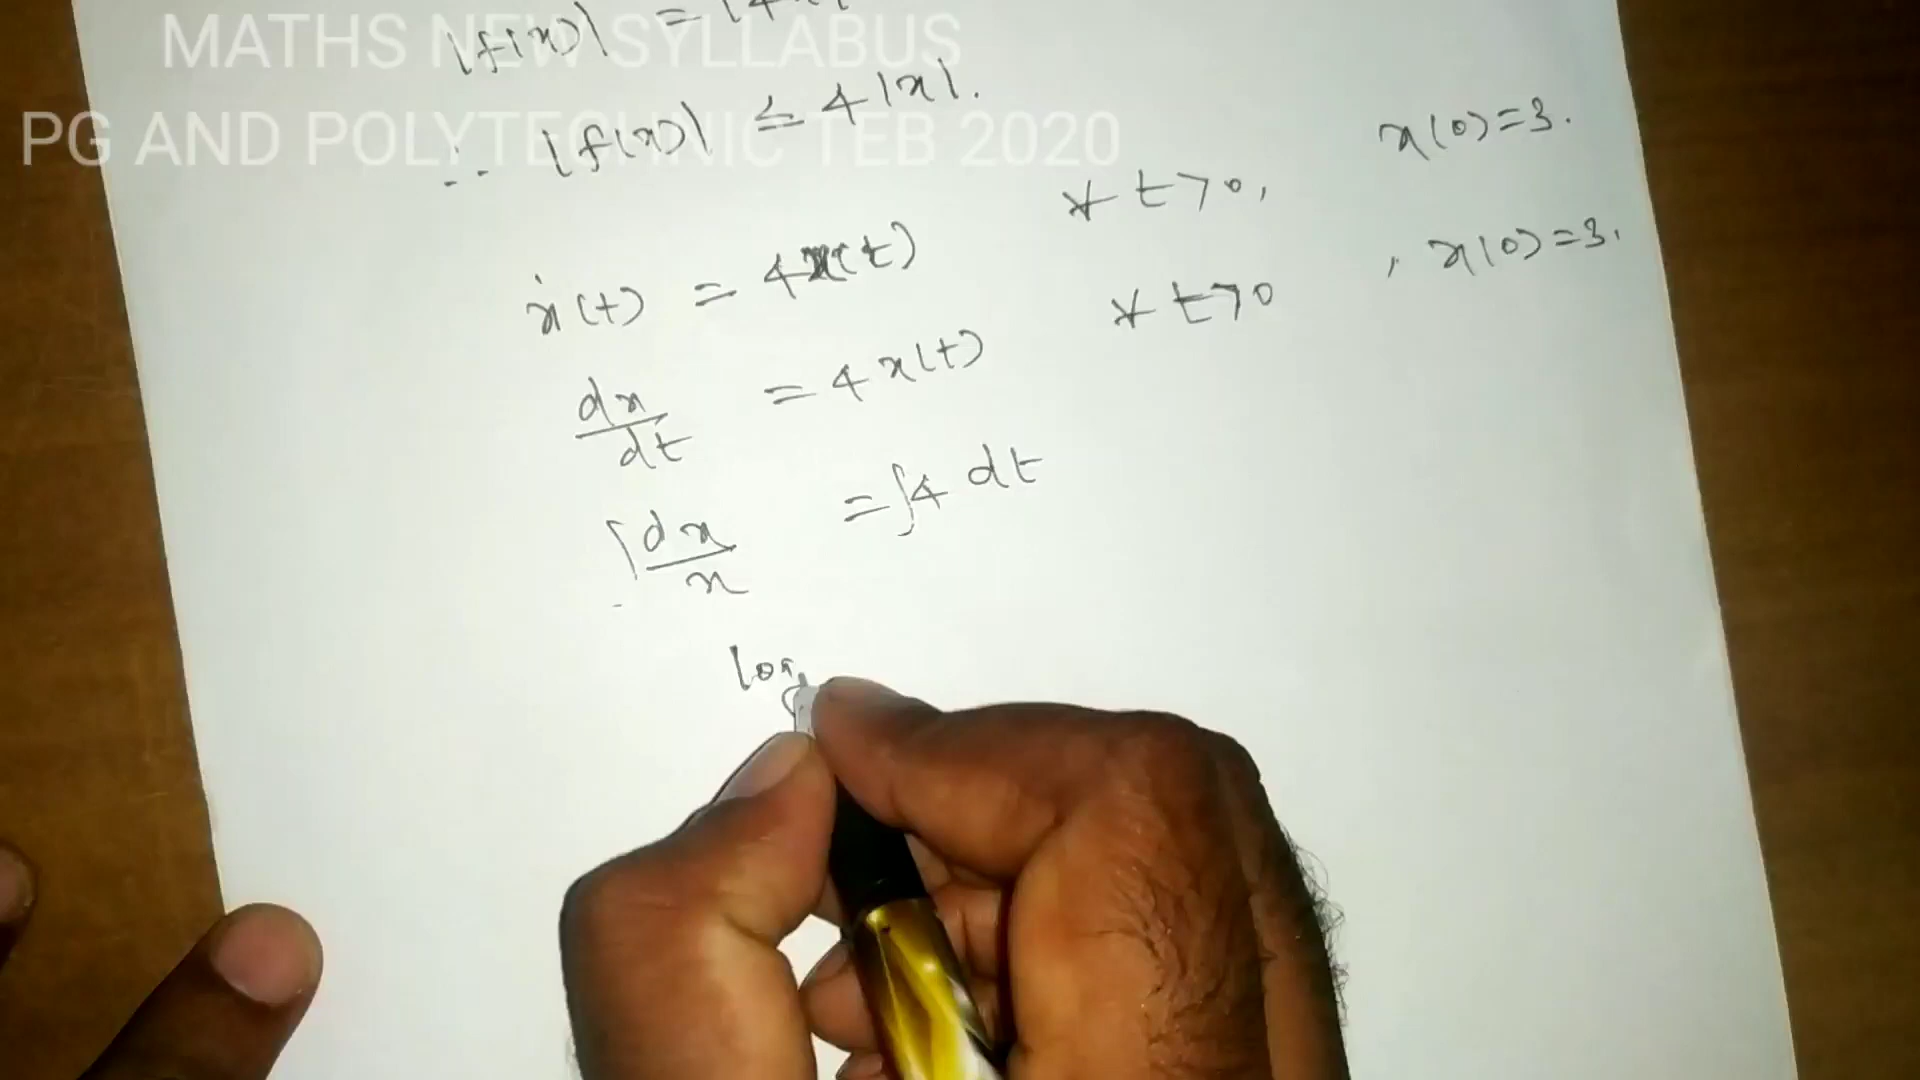 MATHS NEW SYLLABUS
PG AND POLYTECHNIC TEB 2020
|f(x)| = |4x|
∴ |f(x)| ≤ 4|x|.
ẋ(t) = 4x(t) ∀ t>0, x(0)=3.
dx/dt = 4x(t) ∀ t>0 , x(0)=3.
∫dx/x = ∫4 dt
log